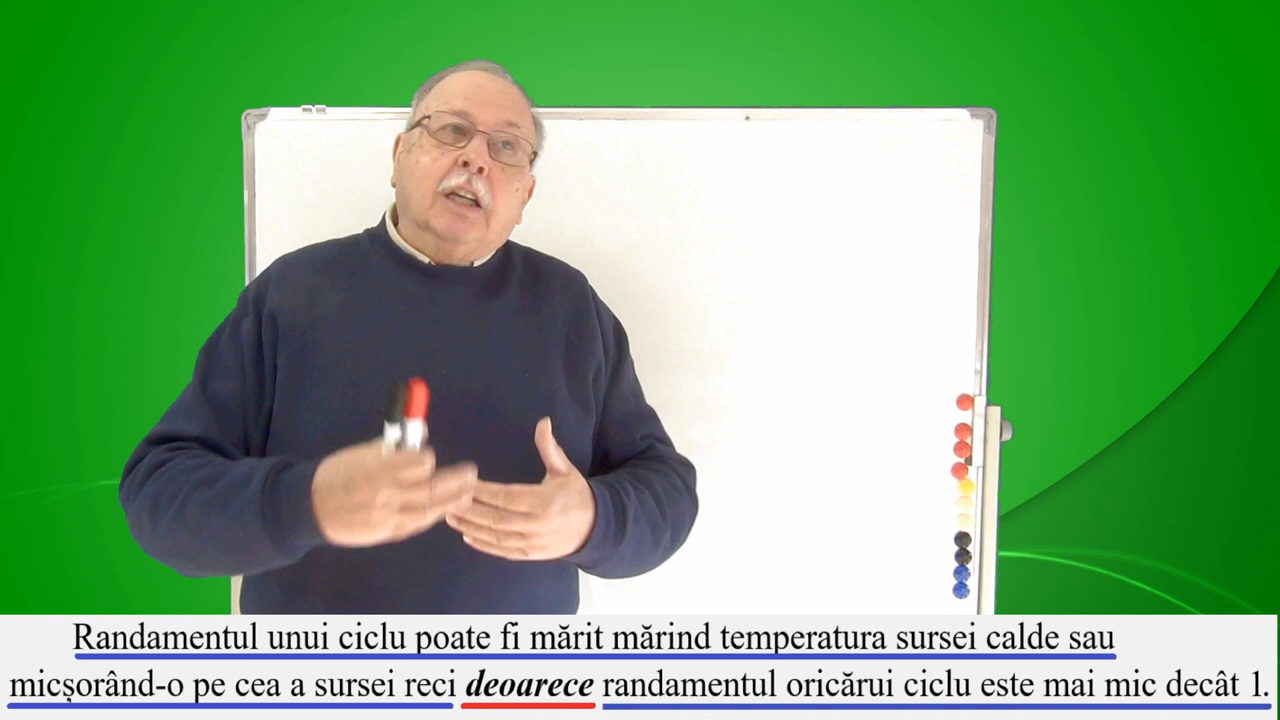 Randamentul unui ciclu poate fi mărit mărind temperatura sursei calde sau
micșorând-o pe cea a sursei reci deoarece randamentul oricărui ciclu este mai mic decât 1.